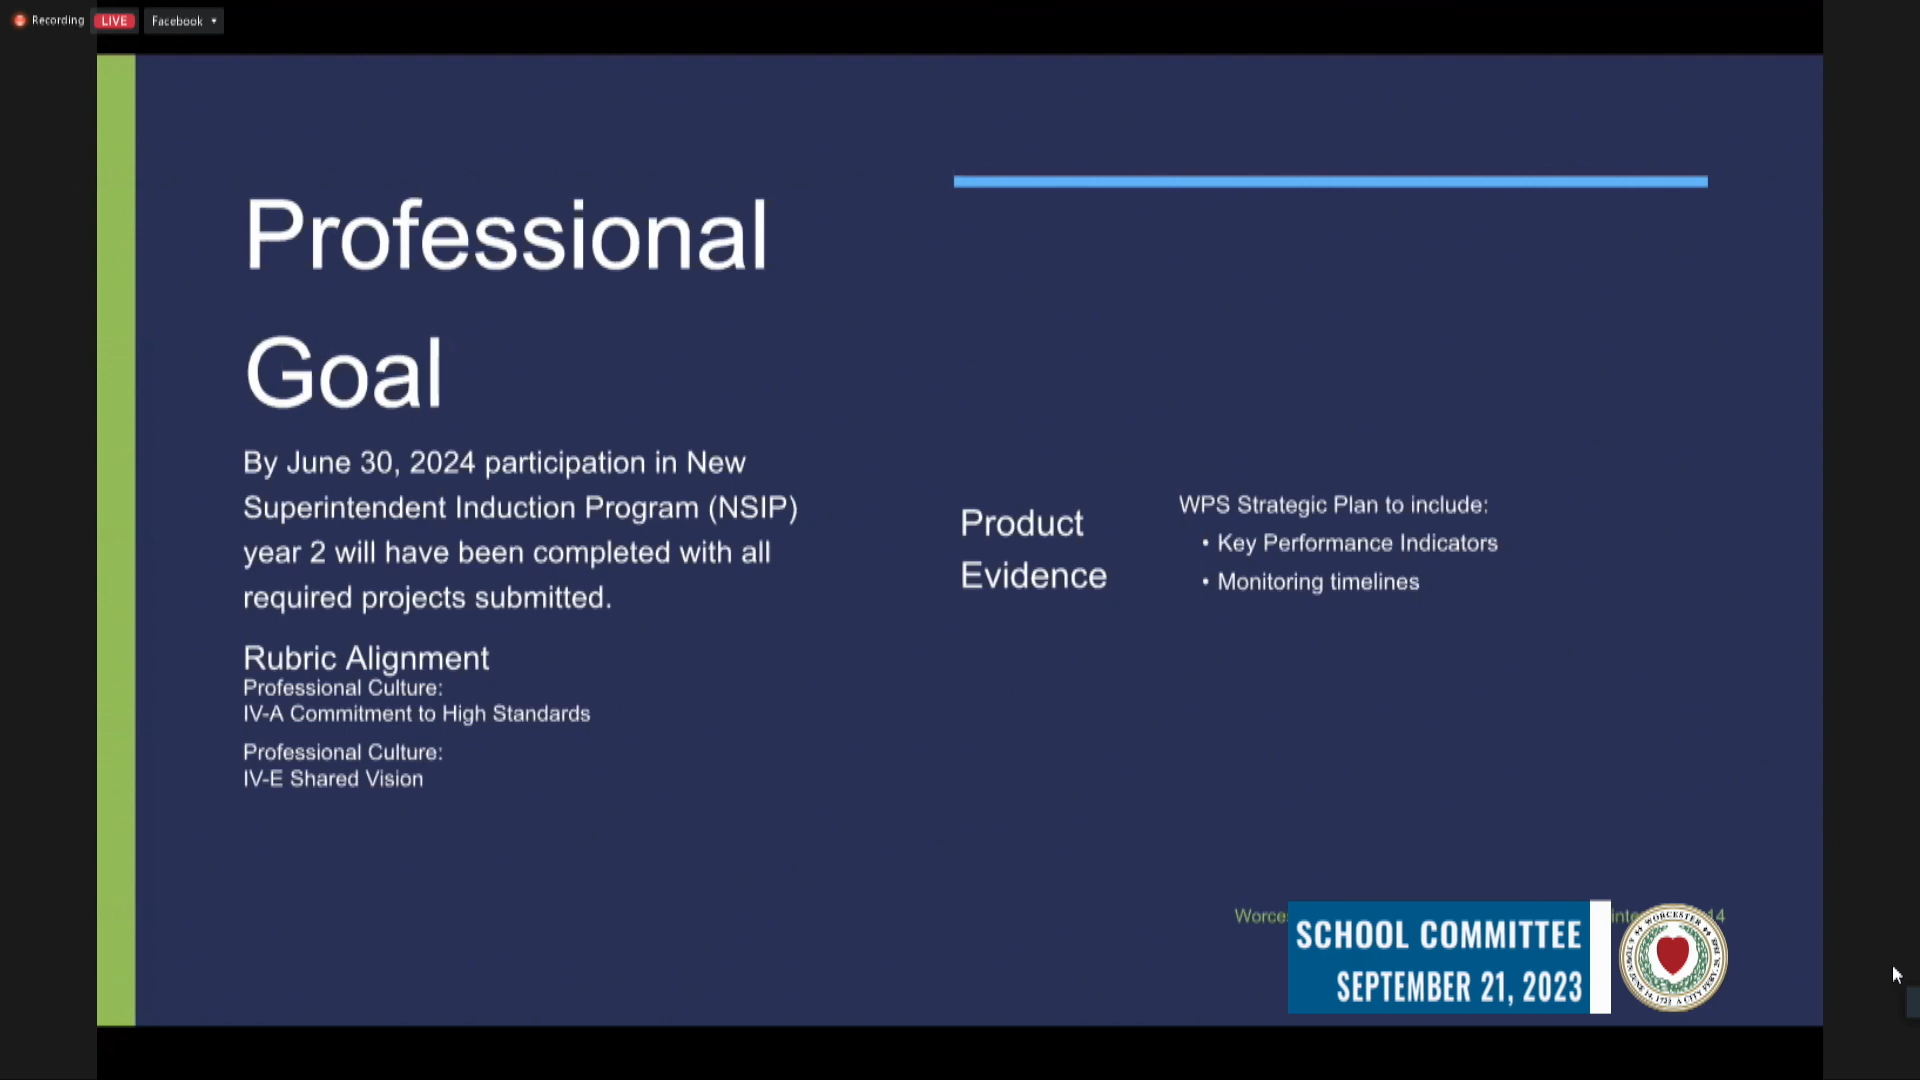 Recording LIVE Facebook
Professional
Goal
By June 30, 2024 participation in New
Superintendent Induction Program (NSIP)
year 2 will have been completed with all
required projects submitted.
Rubric Alignment
Professional Culture:
IV-A Commitment to High Standards
Professional Culture:
IV-E Shared Vision
Product
Evidence
WPS Strategic Plan to include:
• Key Performance Indicators
• Monitoring timelines
14
SCHOOL COMMITTEE
SEPTEMBER 21, 2023
WORCESTER